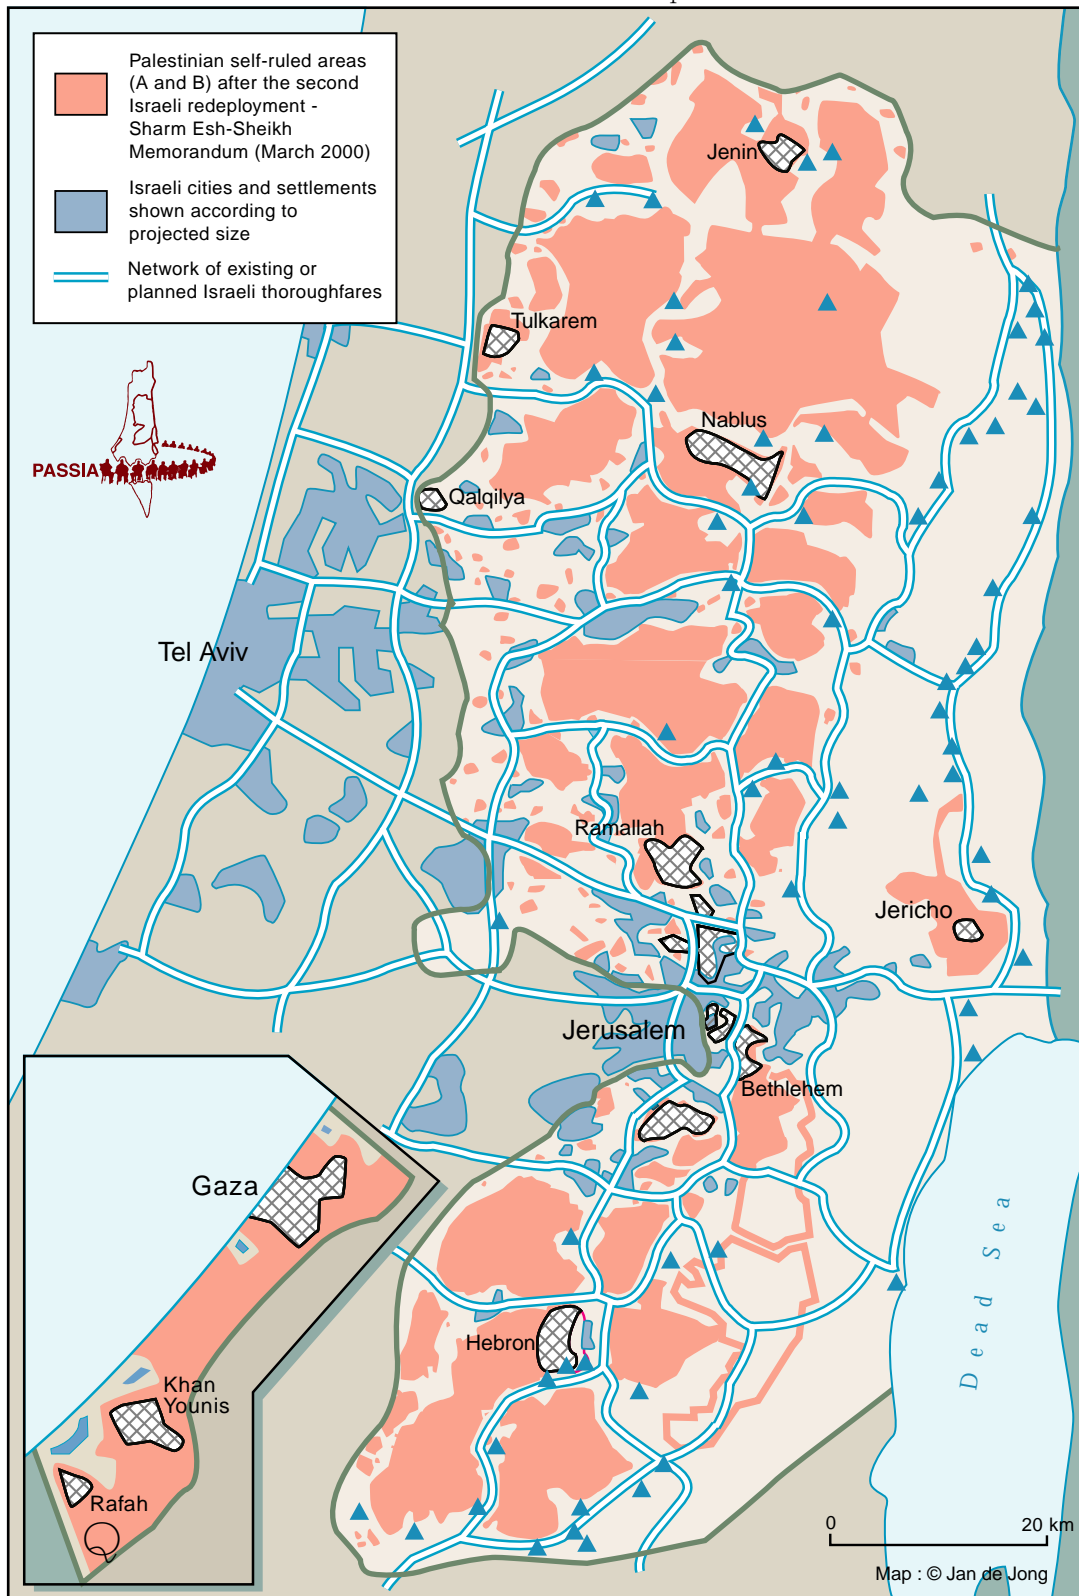 Palestinian self-ruled areas
(A and B) after the second
Israeli redeployment -
Sharm Esh-Sheikh
Memorandum (March 2000)
Israeli cities and settlements
shown according to
projected size
Network of existing or
planned Israeli thoroughfares
Jenin
Tulkarem
PASSIA
Nablus
Qalqilya
Tel Aviv
Ramallah
Jericho
Jerusalem
Bethlehem
Gaza
Dead Sea
Hebron
Khan
Younis
Rafah
0 20 km
Map : © Jan de Jong